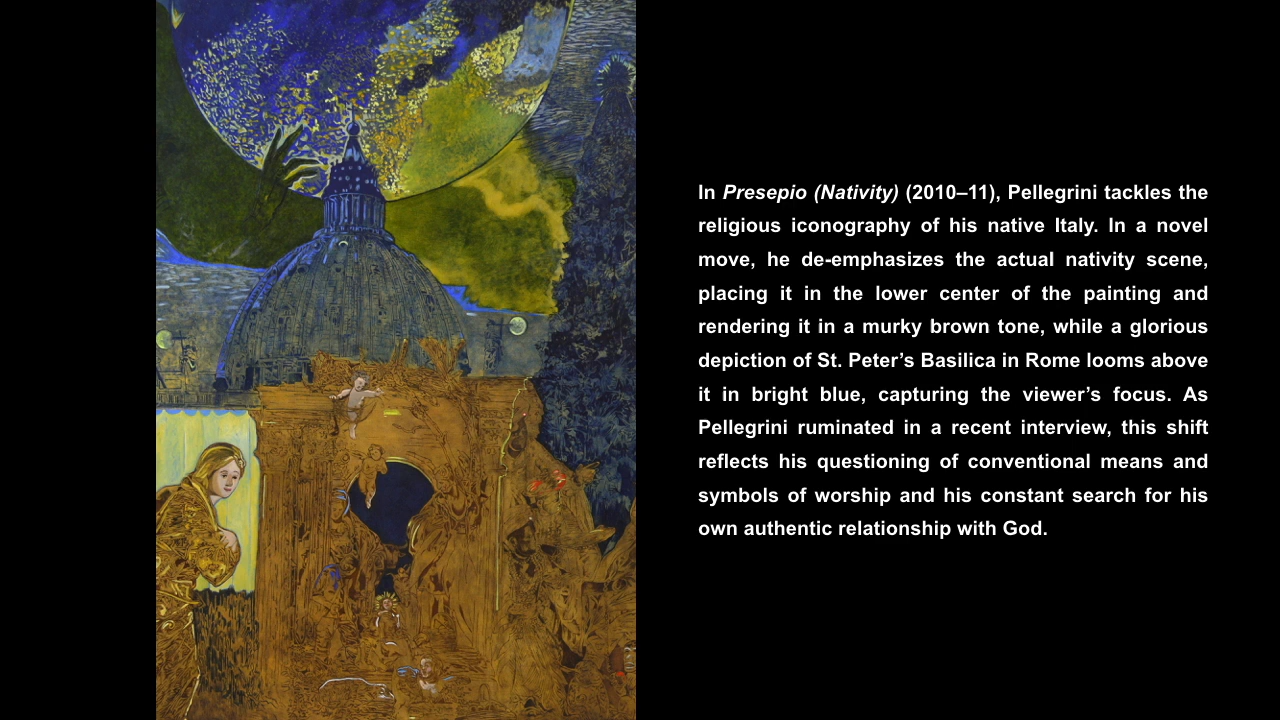 In Presepio (Nativity) (2010–11), Pellegrini tackles the
religious iconography of his native Italy. In a novel
move, he de-emphasizes the actual nativity scene,
placing it in the lower center of the painting and
rendering it in a murky brown tone, while a glorious
depiction of St. Peter’s Basilica in Rome looms above
it in bright blue, capturing the viewer’s focus. As
Pellegrini ruminated in a recent interview, this shift
reflects his questioning of conventional means and
symbols of worship and his constant search for his
own authentic relationship with God.